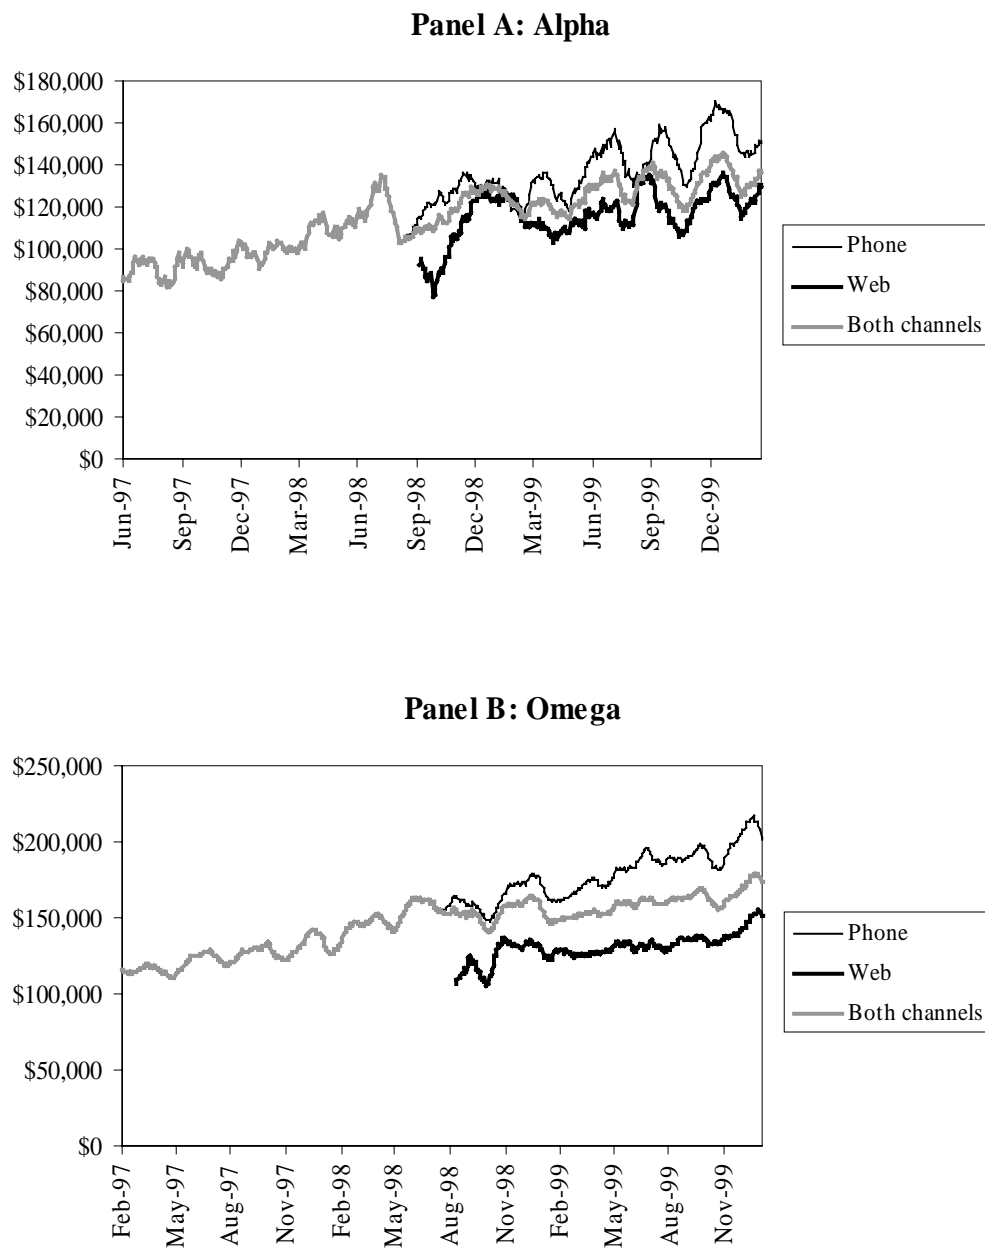 Panel A: Alpha
$180,000
$160,000
$140,000
$120,000
$100,000
$80,000
$60,000
$40,000
$20,000
$0
Jun-97
Sep-97
Dec-97
Mar-98
Jun-98
Sep-98
Dec-98
Mar-99
Jun-99
Sep-99
Dec-99
Phone
Web
Both channels
Panel B: Omega
$250,000
$200,000
$150,000
$100,000
$50,000
$0
Feb-97
May-97
Aug-97
Nov-97
Feb-98
May-98
Aug-98
Nov-98
Feb-99
May-99
Aug-99
Nov-99
Phone
Web
Both channels